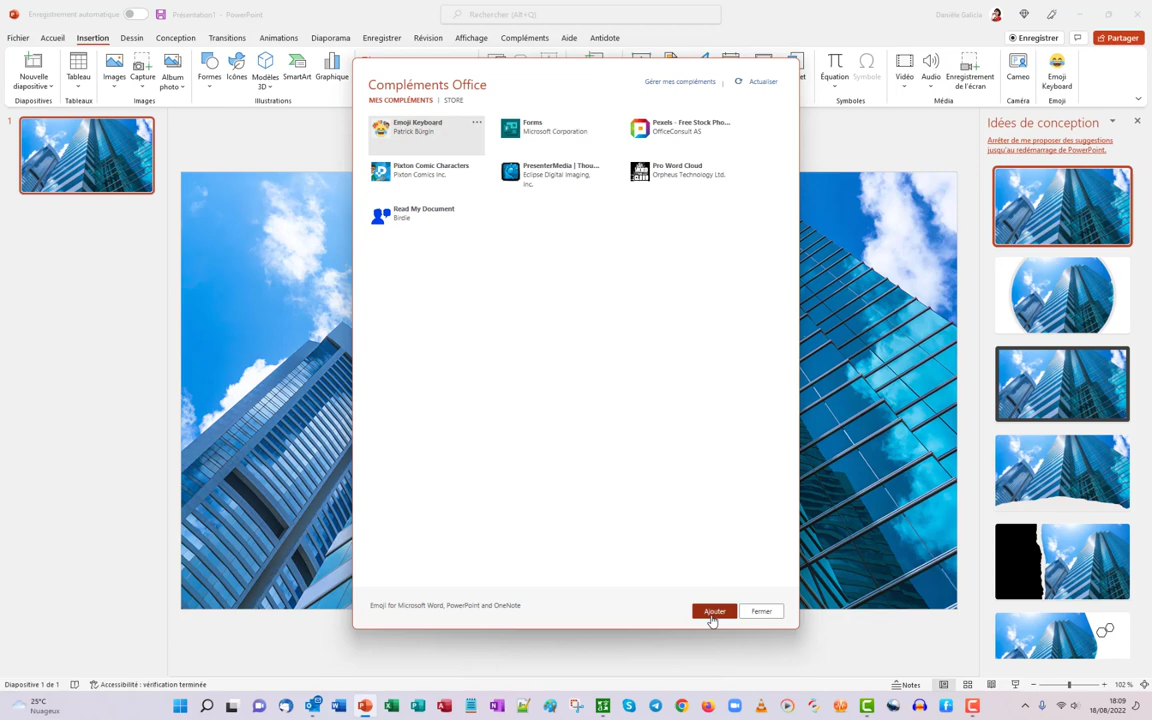 Enregistrement automatique
Présentation1 - PowerPoint
Rechercher (Alt+Q)
Danièle Galicia
Fichier Accueil Insertion Dessin Conception Transitions Animations Diaporama Enregistrer Révision Affichage Compléments Aide Antidote
Enregistrer
Partager
Nouvelle diapositive
Tableau
Images
Capture
Album photo
Formes
Icônes
Modèles 3D
SmartArt
Graphique
Équation
Symbole
Vidéo
Audio
Enregistrement de l'écran
Cameo
Emoji Keyboard
Diapositives
Tableaux
Images
Illustrations
Symboles
Média
Caméra
Emoji
1
Compléments Office
Gérer mes compléments | Actualiser
MES COMPLÉMENTS | STORE
Emoji Keyboard
Patrick Bürgin
Forms
Microsoft Corporation
Pexels - Free Stock Pho...
OfficeConsult AS
Pixton Comic Characters
Pixton Comics Inc.
PresenterMedia | Thou...
Eclipse Digital Imaging,
Inc.
Pro Word Cloud
Orpheus Technology Ltd.
Read My Document
Birdie
Emoji for Microsoft Word, PowerPoint and OneNote
Ajouter
Fermer
Idées de conception
Arrêter de me proposer des suggestions
jusqu'au redémarrage de PowerPoint.
Diapositive 1 de 1
Accessibilité : vérification terminée
Notes
102 %
25°C
Nuageux
18:09
18/08/2022